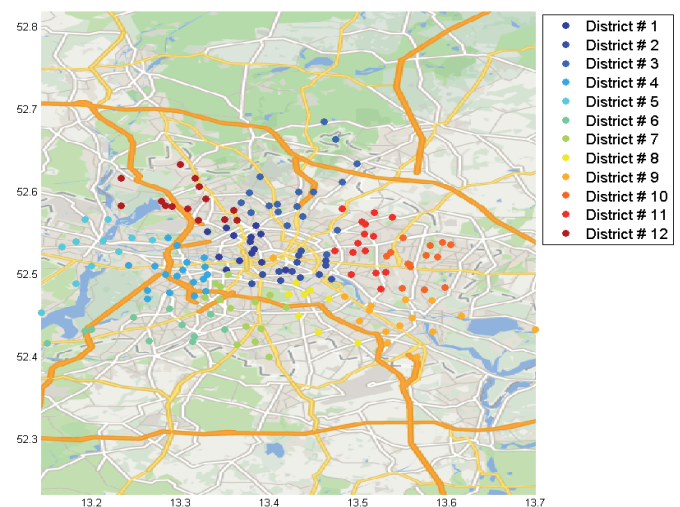 52.8
52.7
52.6
52.5
52.4
52.3
13.2 13.3 13.4 13.5 13.6 13.7
District # 1
District # 2
District # 3
District # 4
District # 5
District # 6
District # 7
District # 8
District # 9
District # 10
District # 11
District # 12